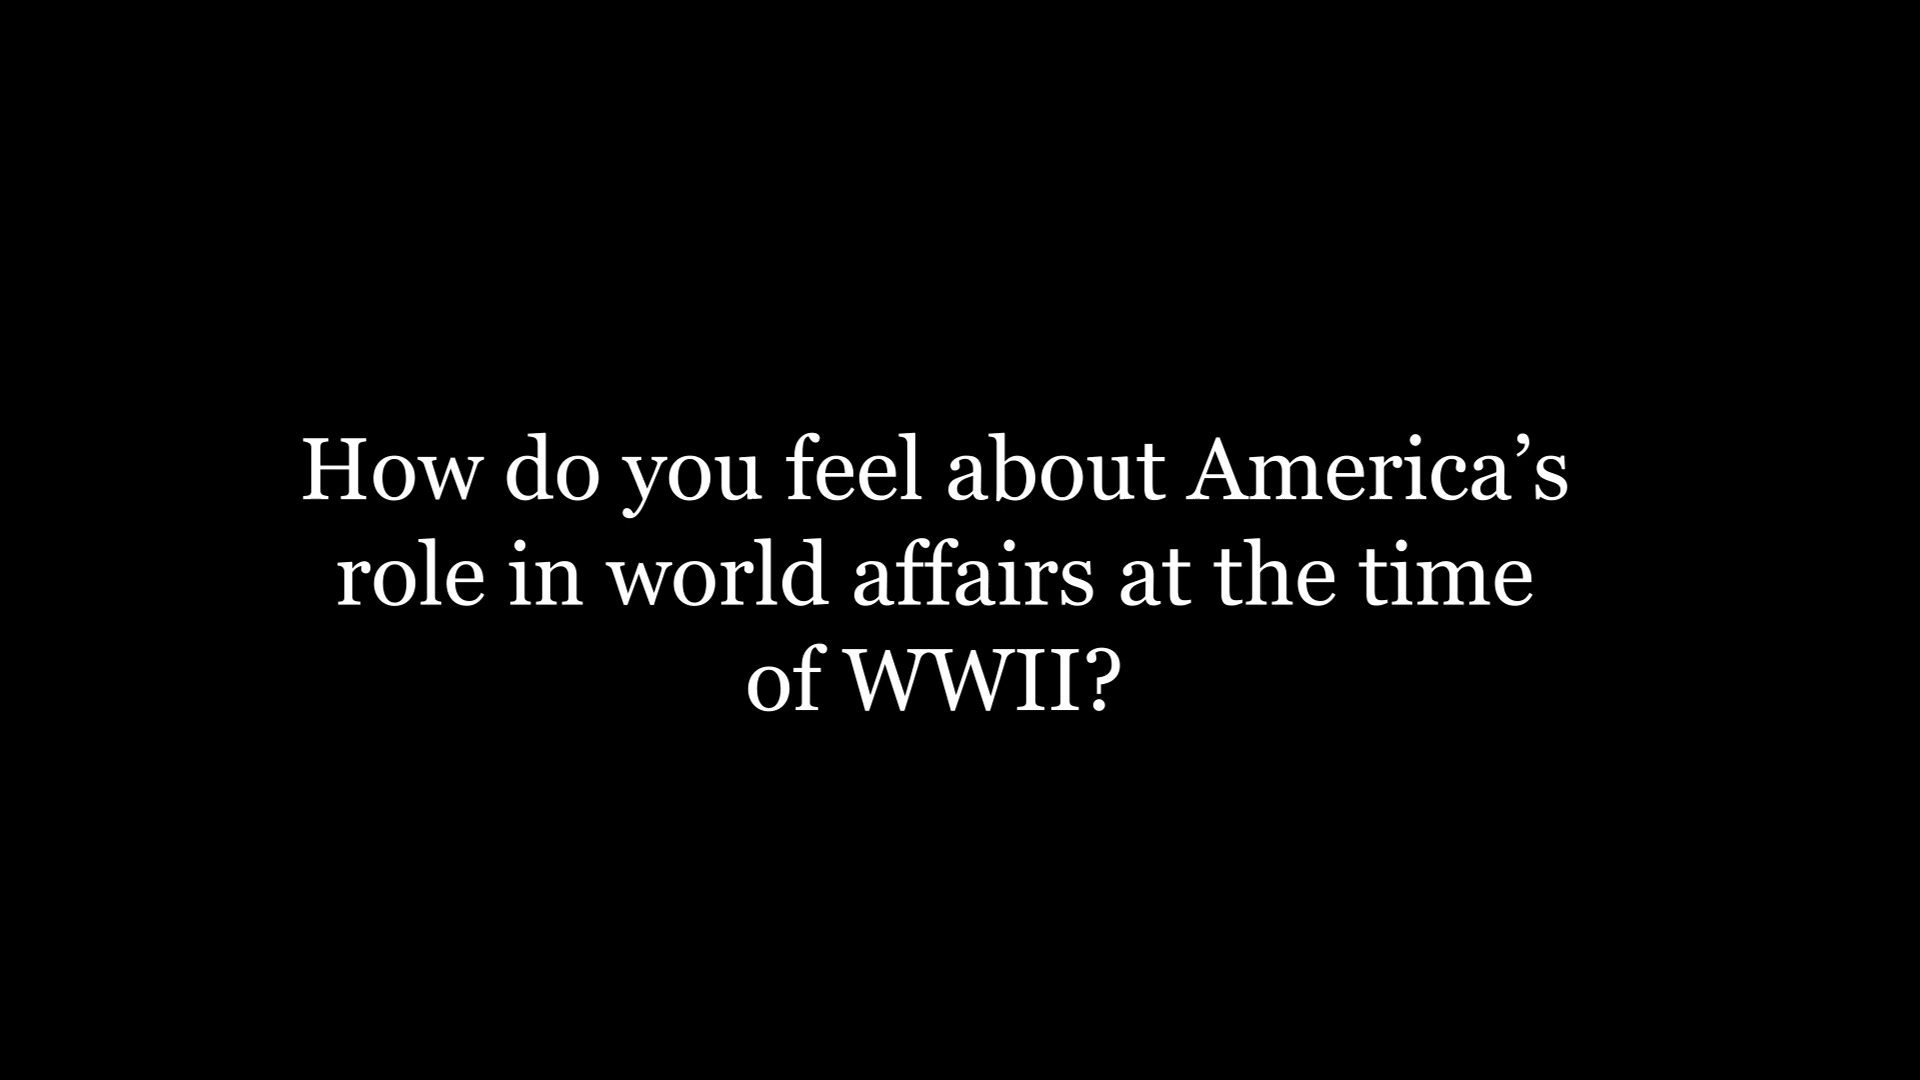 How do you feel about America’s
role in world affairs at the time
of WWII?